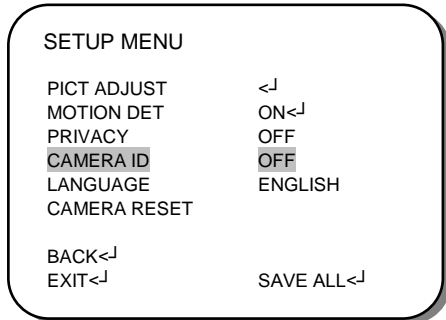 SETUP MENU
PICT ADJUST <┘
MOTION DET ON<┘
PRIVACY OFF
CAMERA ID OFF
LANGUAGE ENGLISH
CAMERA RESET
BACK<┘
EXIT<┘ SAVE ALL<┘